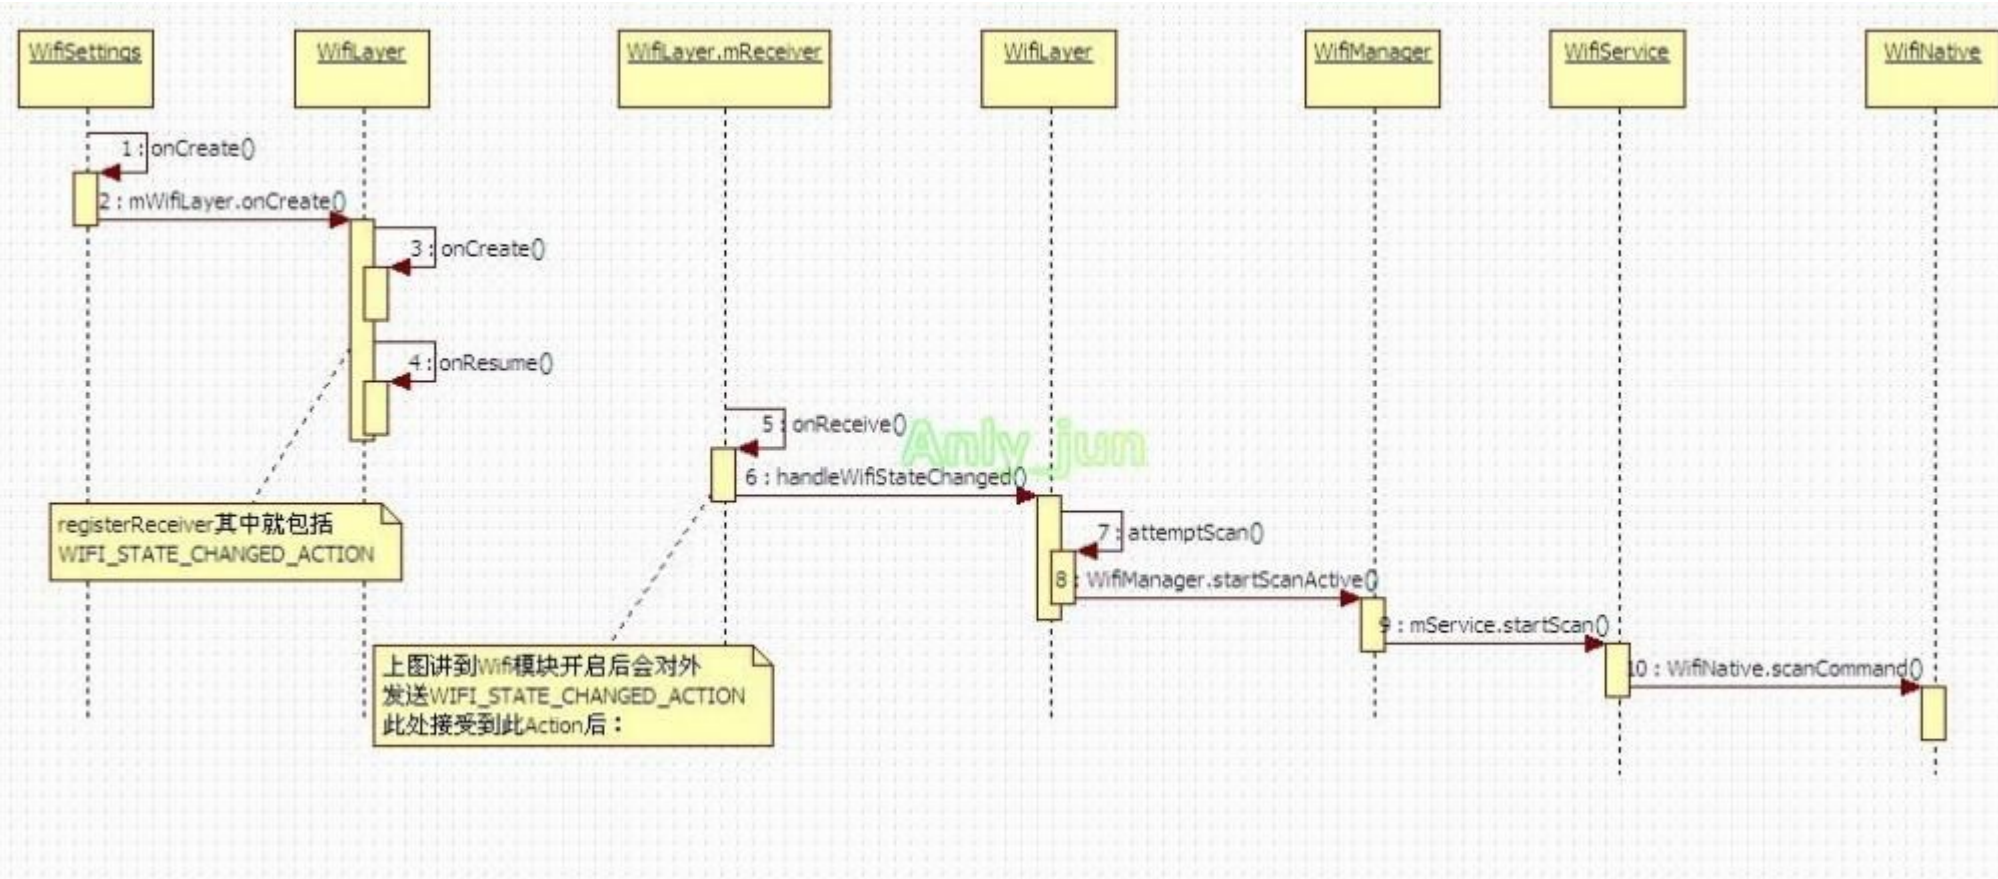 WifiSettings
WifiLayer
WifiLayer.mReceiver
WifiLayer
WifiManager
WifiService
WifiNative
1 : onCreate()
2 : mWifiLayer.onCreate()
3 : onCreate()
4 : onResume()
5 : onReceive()
Anly_jun
6 : handleWifiStateChanged()
registerReceiver其中就包括
WIFI_STATE_CHANGED_ACTION
7 : attemptScan()
8 : WifiManager.startScanActive()
9 : mService.startScan()
10 : WifiNative.scanCommand()
上图讲到Wifi模块开启后会对外
发送WIFI_STATE_CHANGED_ACTION
此处接受到此Action后：